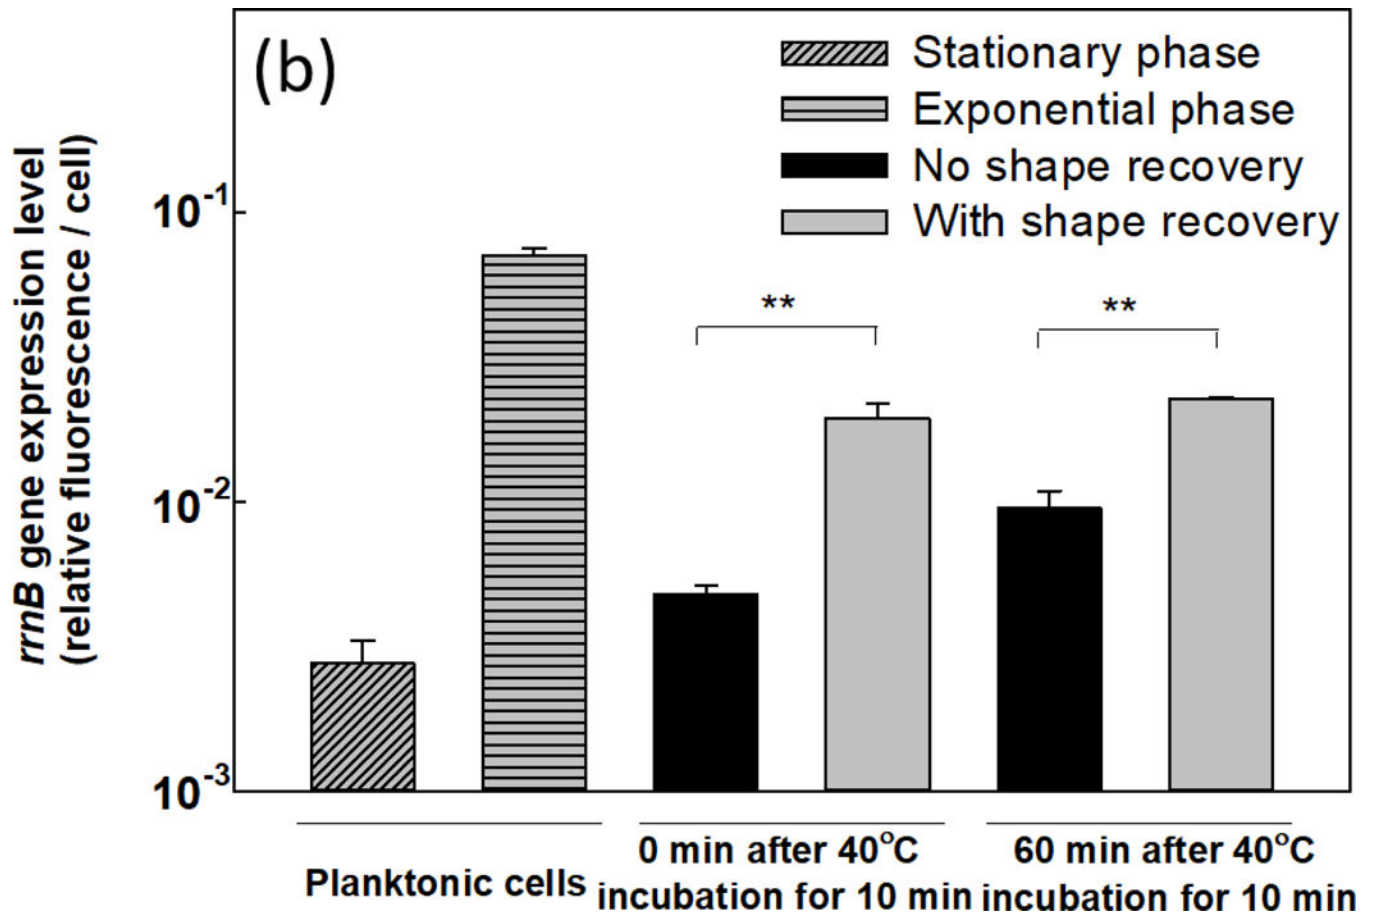 (b)
Stationary phase
Exponential phase
No shape recovery
With shape recovery
rrnB gene expression level
(relative fluorescence / cell)
10-1
10-2
10-3
**
**
Planktonic cells
0 min after 40oC
incubation for 10 min
60 min after 40oC
incubation for 10 min